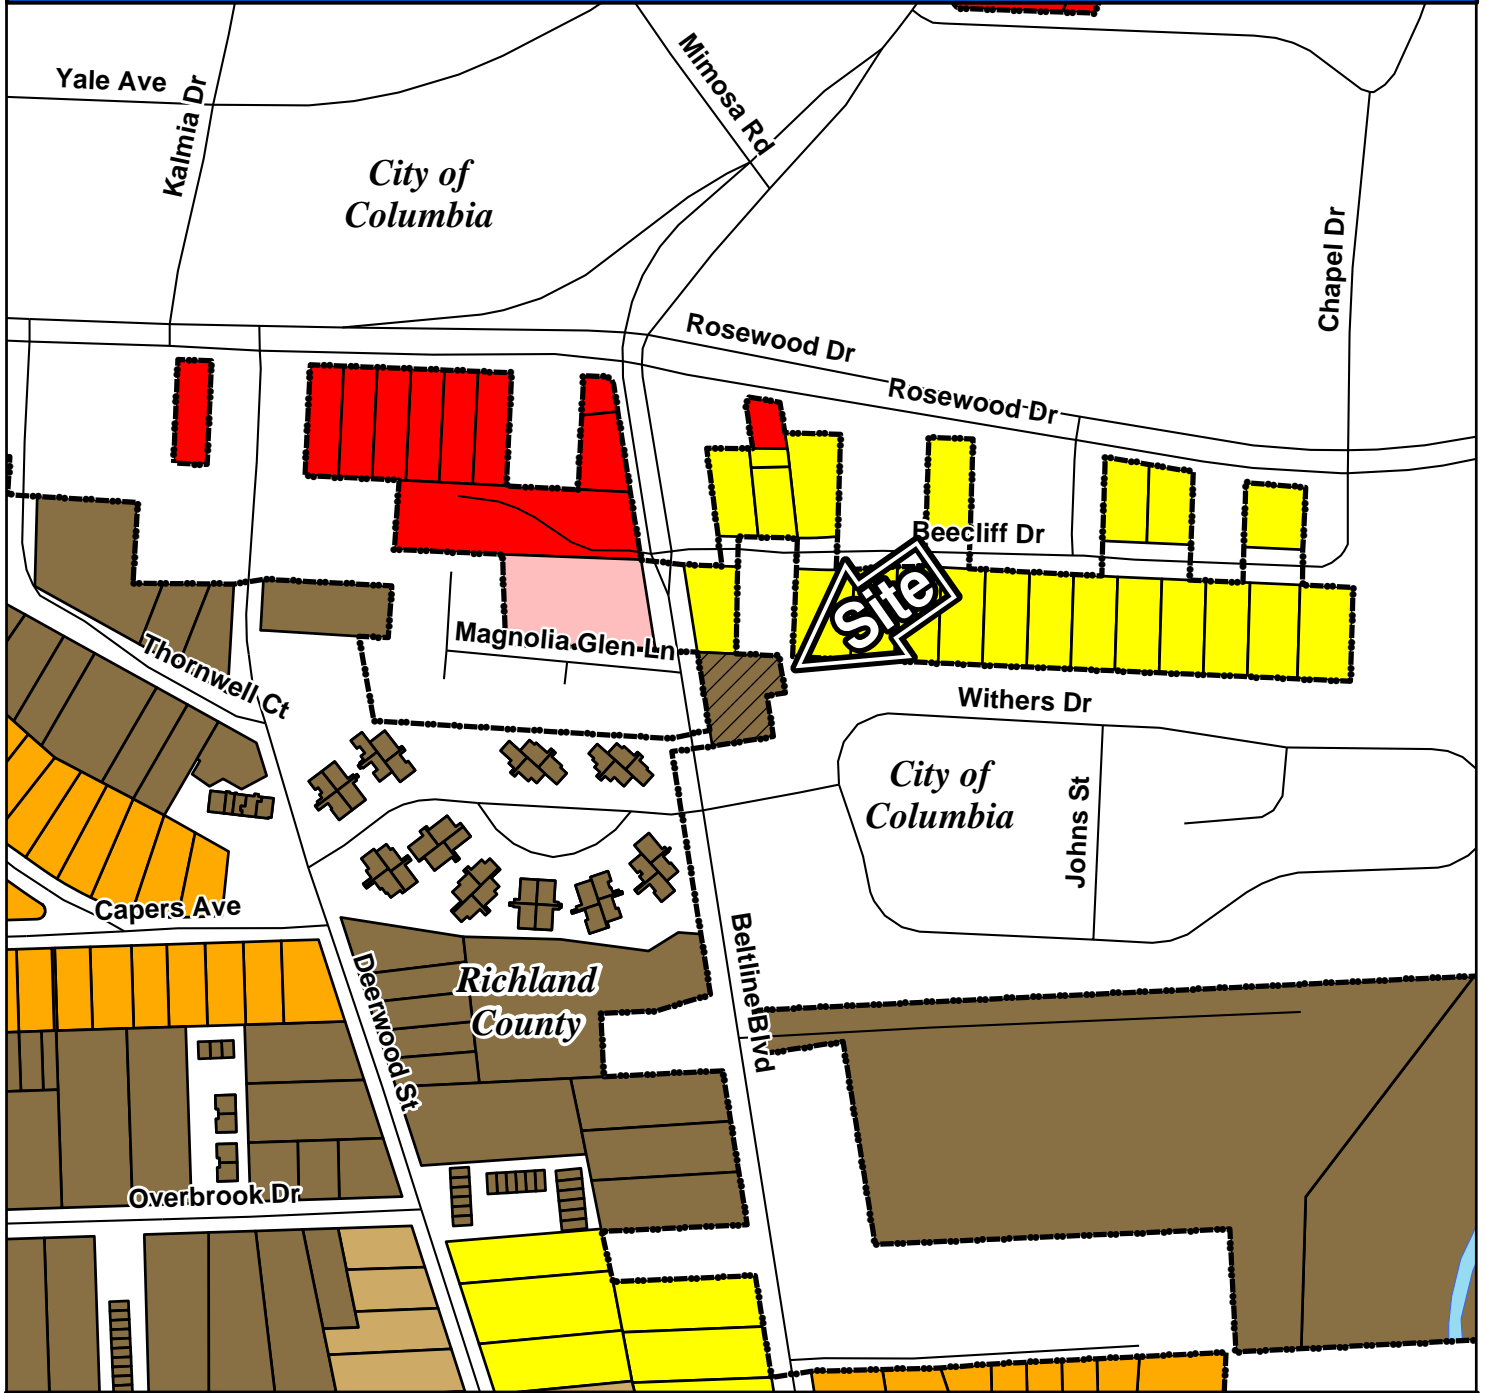 Yale Ave
Kalmia Dr
Mimosa Rd
City of
Columbia
Chapel Dr
Rosewood Dr
Rosewood Dr
Beecliff Dr
Site
Magnolia Glen Ln
Thornwell Ct
Withers Dr
City of
Columbia
Johns St
Capers Ave
Deerwood St
Richland
County
Beltline Blvd
Overbrook Dr